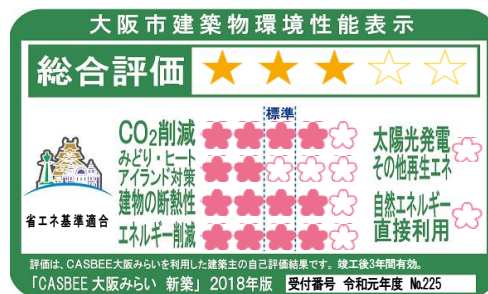 大阪市建築物環境性能表示
総合評価
標準
CO2削減
みどり・ヒート
アイランド対策
建物の断熱性
エネルギー削減
太陽光発電
その他再生エネ
自然エネルギー
直接利用
省エネ基準適合
評価は、CASBEE大阪みらいを利用した建築主の自己評価結果です。竣工後3年間有効。
「CASBEE 大阪みらい 新築」 2018年版 受付番号 令和元年度 №225